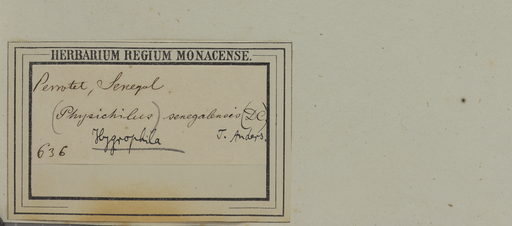 HERBARIUM REGIUM MONACENSE.
Perrotet, Senegal
(Physichilus) senegalensis (DC)
Hygrophila T. Anders.
636